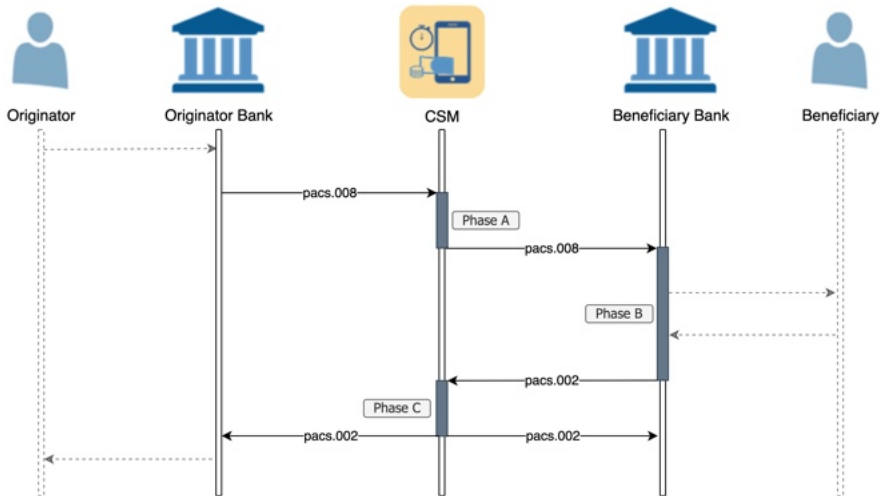 Originator
Originator Bank
CSM
Beneficiary Bank
Beneficiary
pacs.008
Phase A
pacs.008
Phase B
pacs.002
Phase C
pacs.002
pacs.002